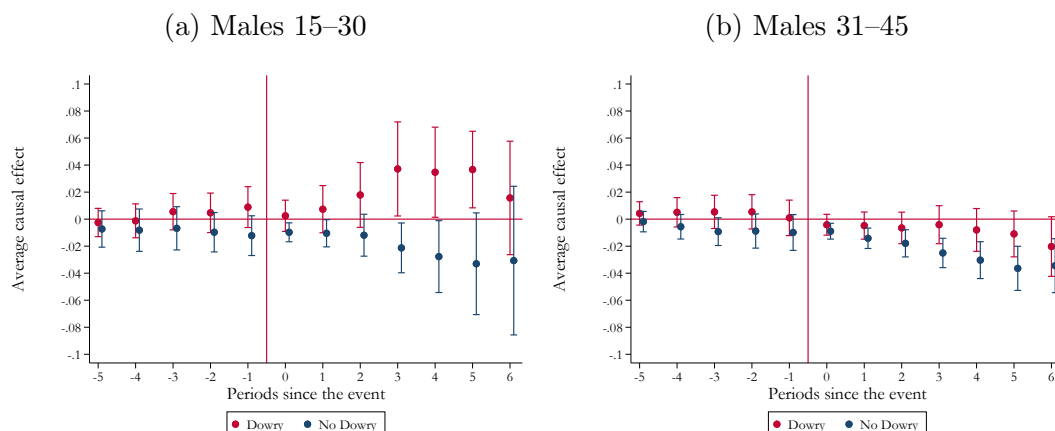 (a) Males 15–30
(b) Males 31–45
Average causal effect
.1
.08
.06
.04
.02
0
-.02
-.04
-.06
-.08
-.1
-5 -4 -3 -2 -1 0 1 2 3 4 5 6
Periods since the event
Dowry No Dowry
Average causal effect
.1
.08
.06
.04
.02
0
-.02
-.04
-.06
-.08
-.1
-5 -4 -3 -2 -1 0 1 2 3 4 5 6
Periods since the event
Dowry No Dowry